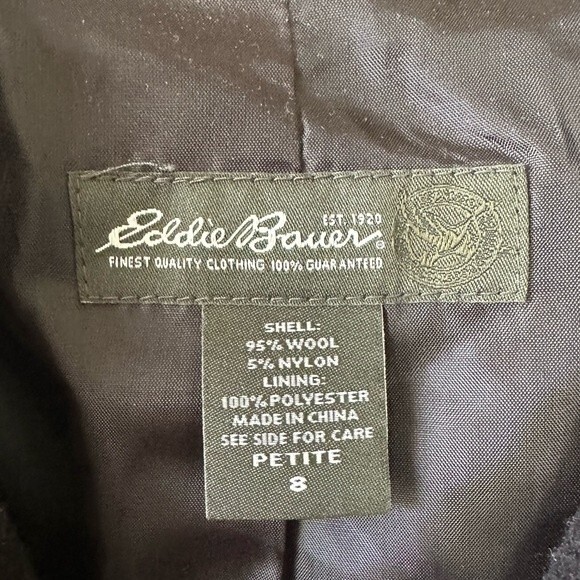 EST. 1920
Eddie Bauer®
FINEST QUALITY CLOTHING 100% GUARANTEED
SHELL:
95% WOOL
5% NYLON
LINING:
100% POLYESTER
MADE IN CHINA
SEE SIDE FOR CARE
PETITE
8